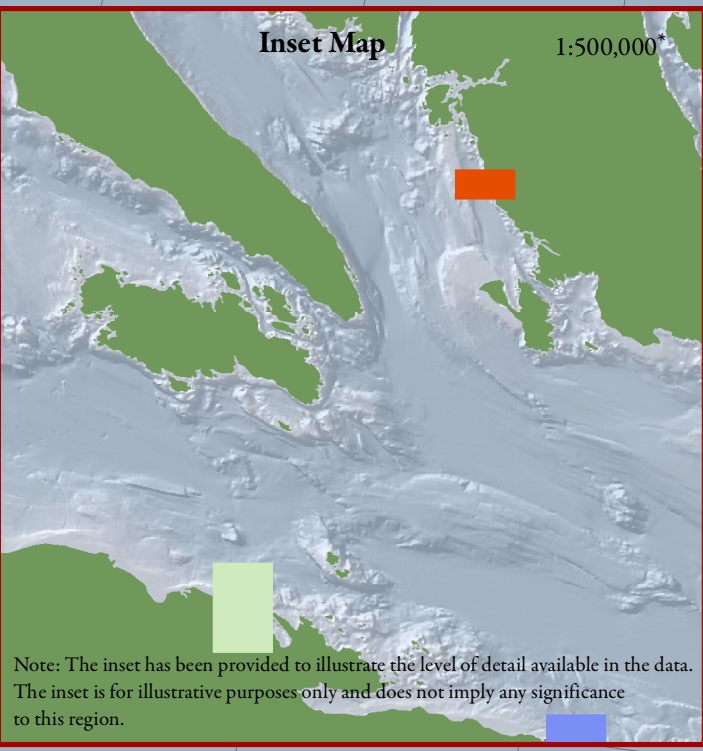 Inset Map
1:500,000*
Note: The inset has been provided to illustrate the level of detail available in the data.
The inset is for illustrative purposes only and does not imply any significance
to this region.